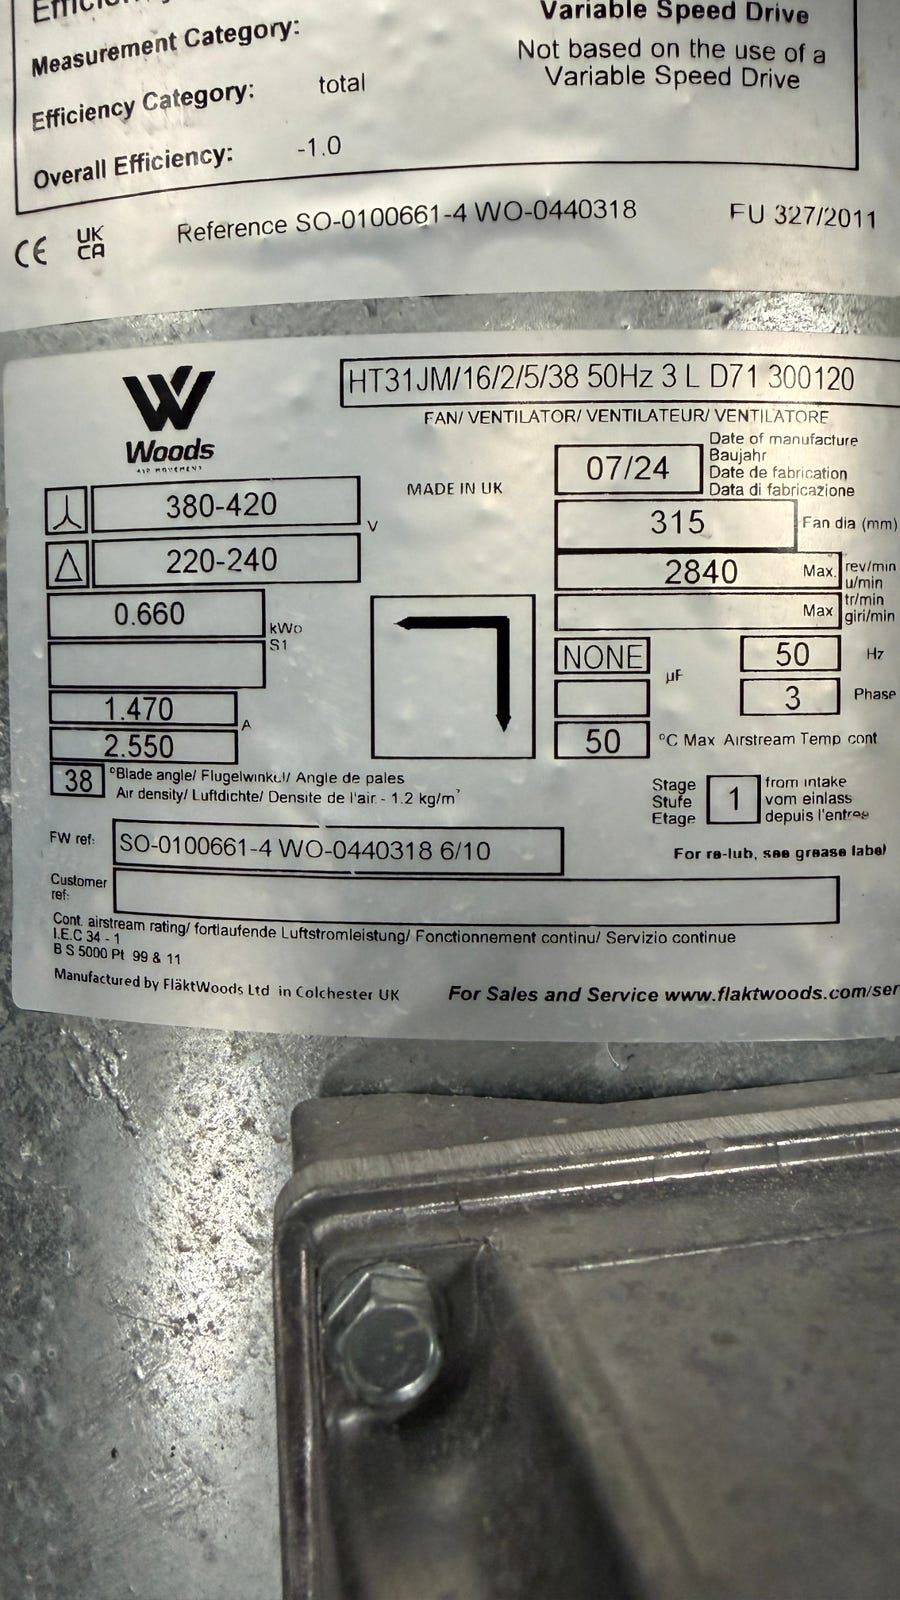 Variable Speed Drive
Measurement Category:
Not based on the use of a
Variable Speed Drive
Efficiency Category: total
Overall Efficiency: -1.0
CE UK CA Reference SO-0100661-4 WO-0440318 EU 327/2011
HT31JM/16/2/5/38 50Hz 3 L D71 300120
FAN/ VENTILATOR/ VENTILATEUR/ VENTILATORE
Woods
AIR MOVEMENT
MADE IN UK
07/24
Date of manufacture
Baujahr
Date de fabrication
Data di fabricazione
380-420 V
220-240
315 Fan dia (mm)
2840 Max. rev/min
u/min
Max tr/min
giri/min
0.660 kWo
S1
NONE µF
50 Hz
3 Phase
1.470 A
2.550
50 °C Max Airstream Temp cont
38 °Blade angle/ Flugelwinkel/ Angle de pales
Air density/ Luftdichte/ Densite de l'air - 1.2 kg/m³
Stage
Stufe
Etage
1
from intake
vom einlass
depuis l'entree
FW ref: SO-0100661-4 WO-0440318 6/10
For re-lub, see grease label
Customer
ref:
Cont. airstream rating/ fortlaufende Luftstromleistung/ Fonctionnement continu/ Servizio continue
I.E.C 34 - 1
B S 5000 Pt 99 & 11
Manufactured by FläktWoods Ltd in Colchester UK
For Sales and Service www.flaktwoods.com/ser